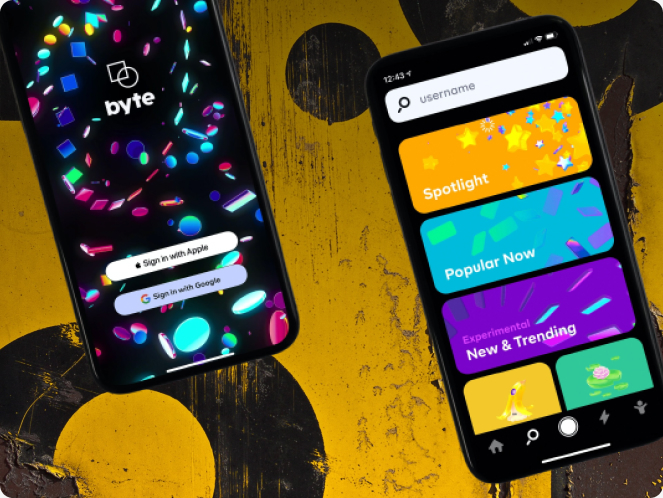 byte
Sign in with Apple
Sign in with Google
12:43
username
Spotlight
Popular Now
Experimental
New & Trending